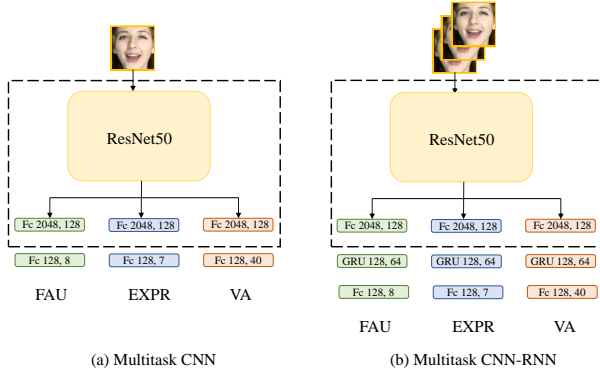 ResNet50
Fc 2048, 128 Fc 2048, 128 Fc 2048, 128
Fc 128, 8 Fc 128, 7 Fc 128, 40
FAU EXPR VA
(a) Multitask CNN
ResNet50
Fc 2048, 128 Fc 2048, 128 Fc 2048, 128
GRU 128, 64 GRU 128, 64 GRU 128, 64
Fc 128, 8 Fc 128, 7 Fc 128, 40
FAU EXPR VA
(b) Multitask CNN-RNN